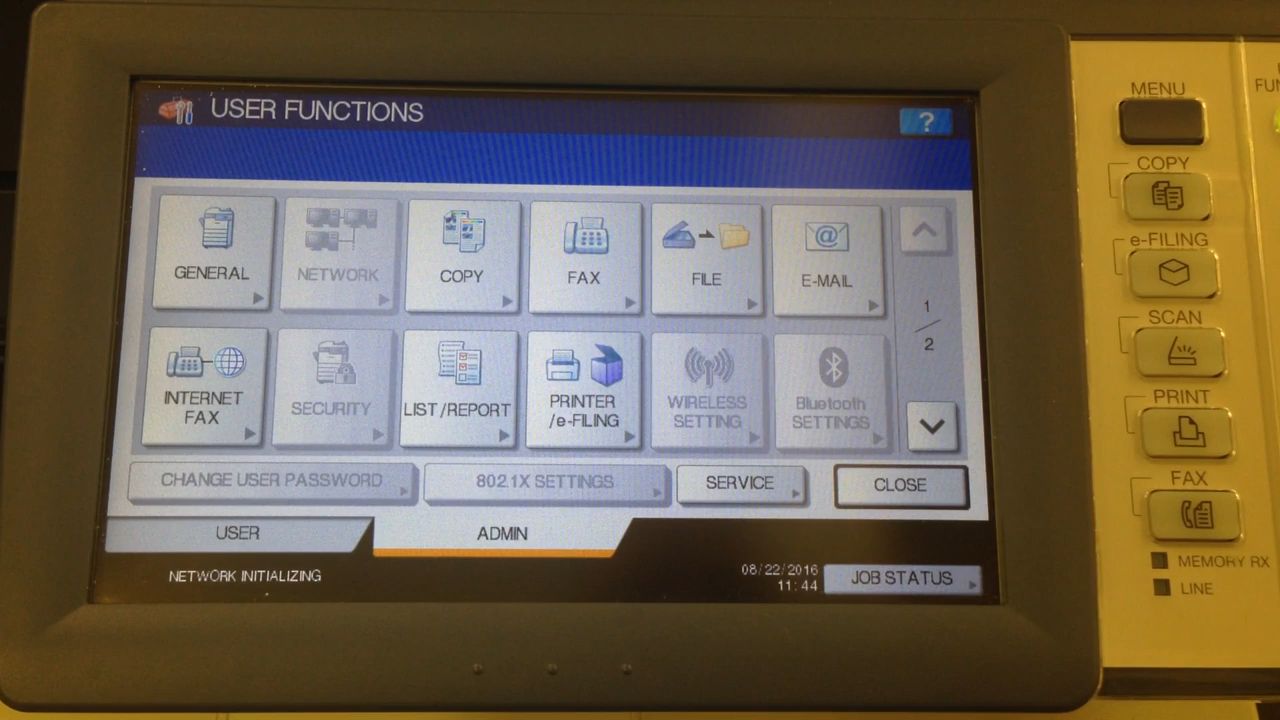 USER FUNCTIONS
?
GENERAL
NETWORK
COPY
FAX
FILE
E-MAIL
1
/
2
INTERNET
FAX
SECURITY
LIST/REPORT
PRINTER
/e-FILING
WIRELESS
SETTING
Bluetooth
SETTINGS
CHANGE USER PASSWORD
802.1X SETTINGS
SERVICE
CLOSE
USER
ADMIN
NETWORK INITIALIZING
08/22/2016
11:44
JOB STATUS
MENU
COPY
e-FILING
SCAN
PRINT
FAX
MEMORY RX
LINE